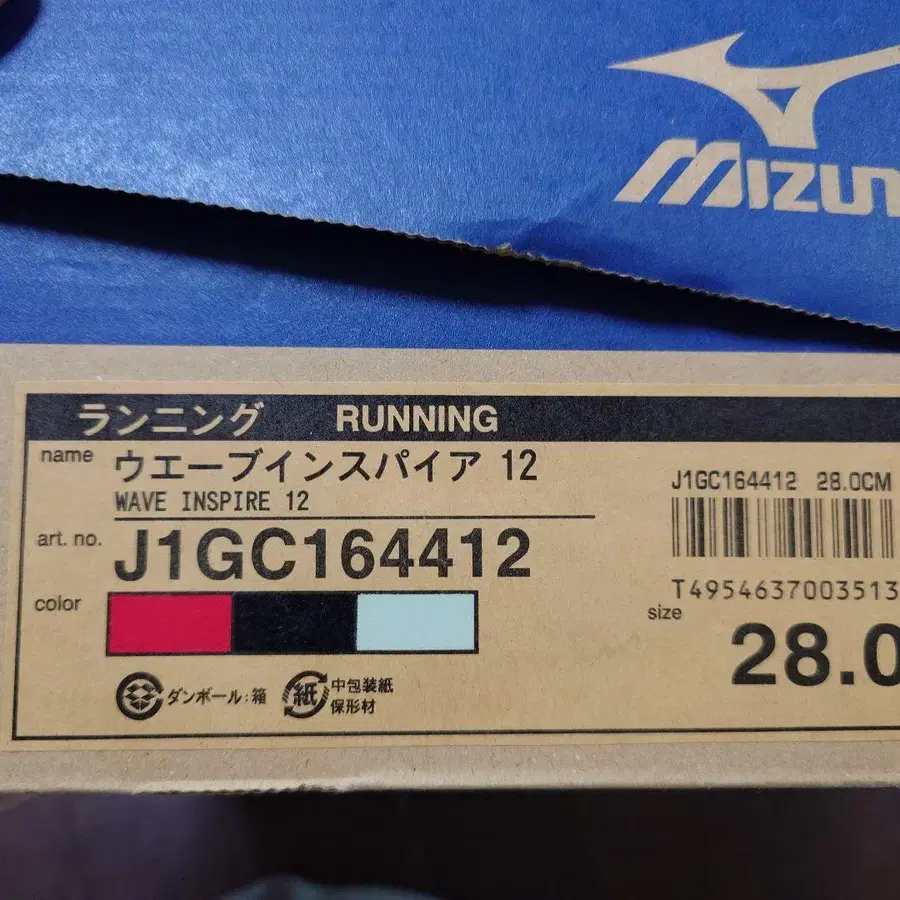 MIZUN
ランニング RUNNING
name ウエーブインスパイア 12
WAVE INSPIRE 12
J1GC164412 28.0CM
art. no. J1GC164412
T4954637003513
color
size 28.0
ダンボール:箱
紙 中包装紙
保形材